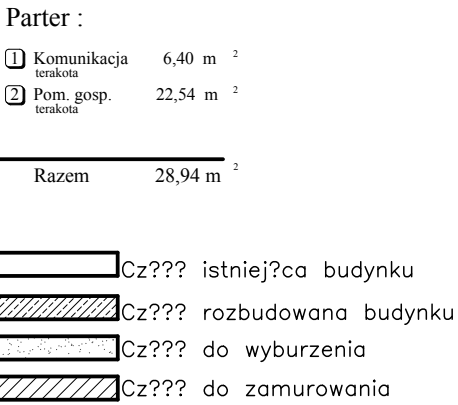 Parter :
1 Komunikacja 6,40 m 2
terakota
2 Pom. gosp. 22,54 m 2
terakota
Razem 28,94 m 2
Cz??? istniej?ca budynku
Cz??? rozbudowana budynku
Cz??? do wyburzenia
Cz??? do zamurowania